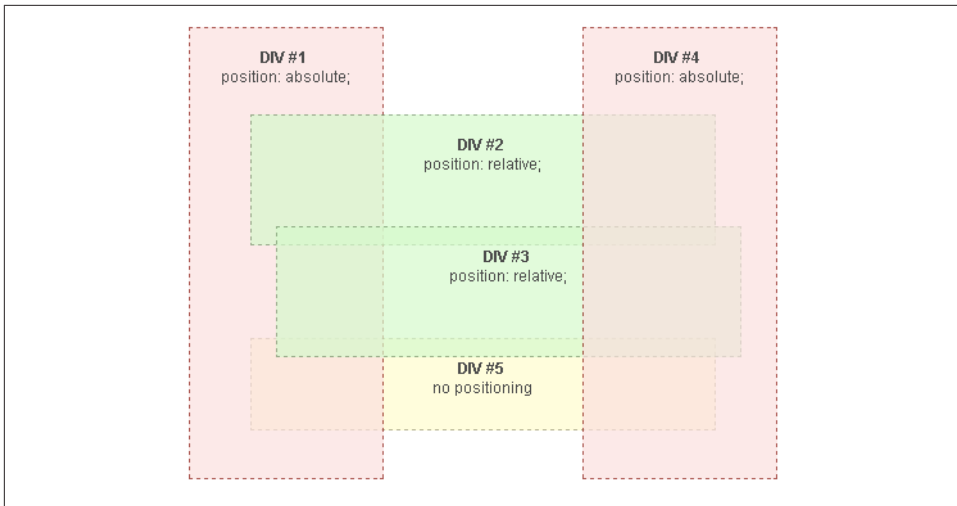 DIV #1
position: absolute;
DIV #4
position: absolute;
DIV #2
position: relative;
DIV #3
position: relative;
DIV #5
no positioning